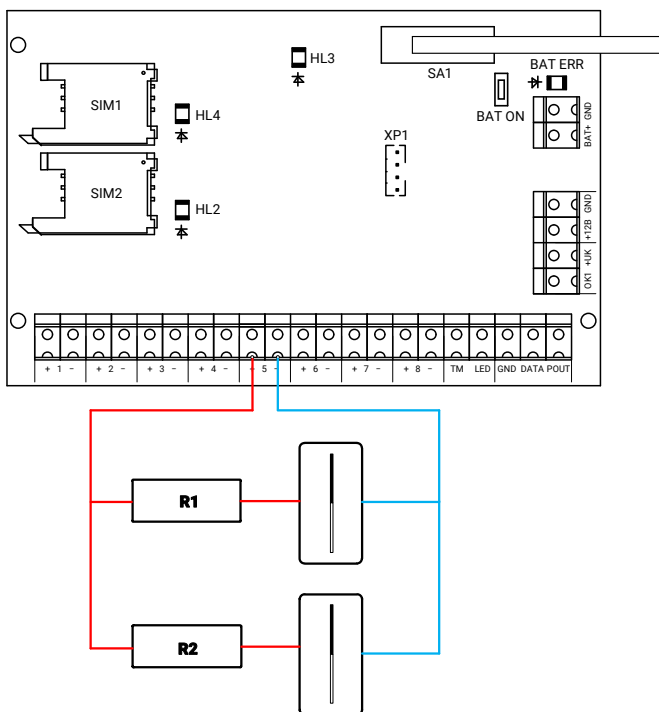 HL3
SA1
BAT ERR
BAT ON
SIM1
HL4
BAT+ GND
XP1
SIM2
HL2
OK1 +UK +12B GND
+ 1 − + 2 − + 3 − + 4 − + 5 − + 6 − + 7 − + 8 − TM LED GND DATA POUT
R1
R2